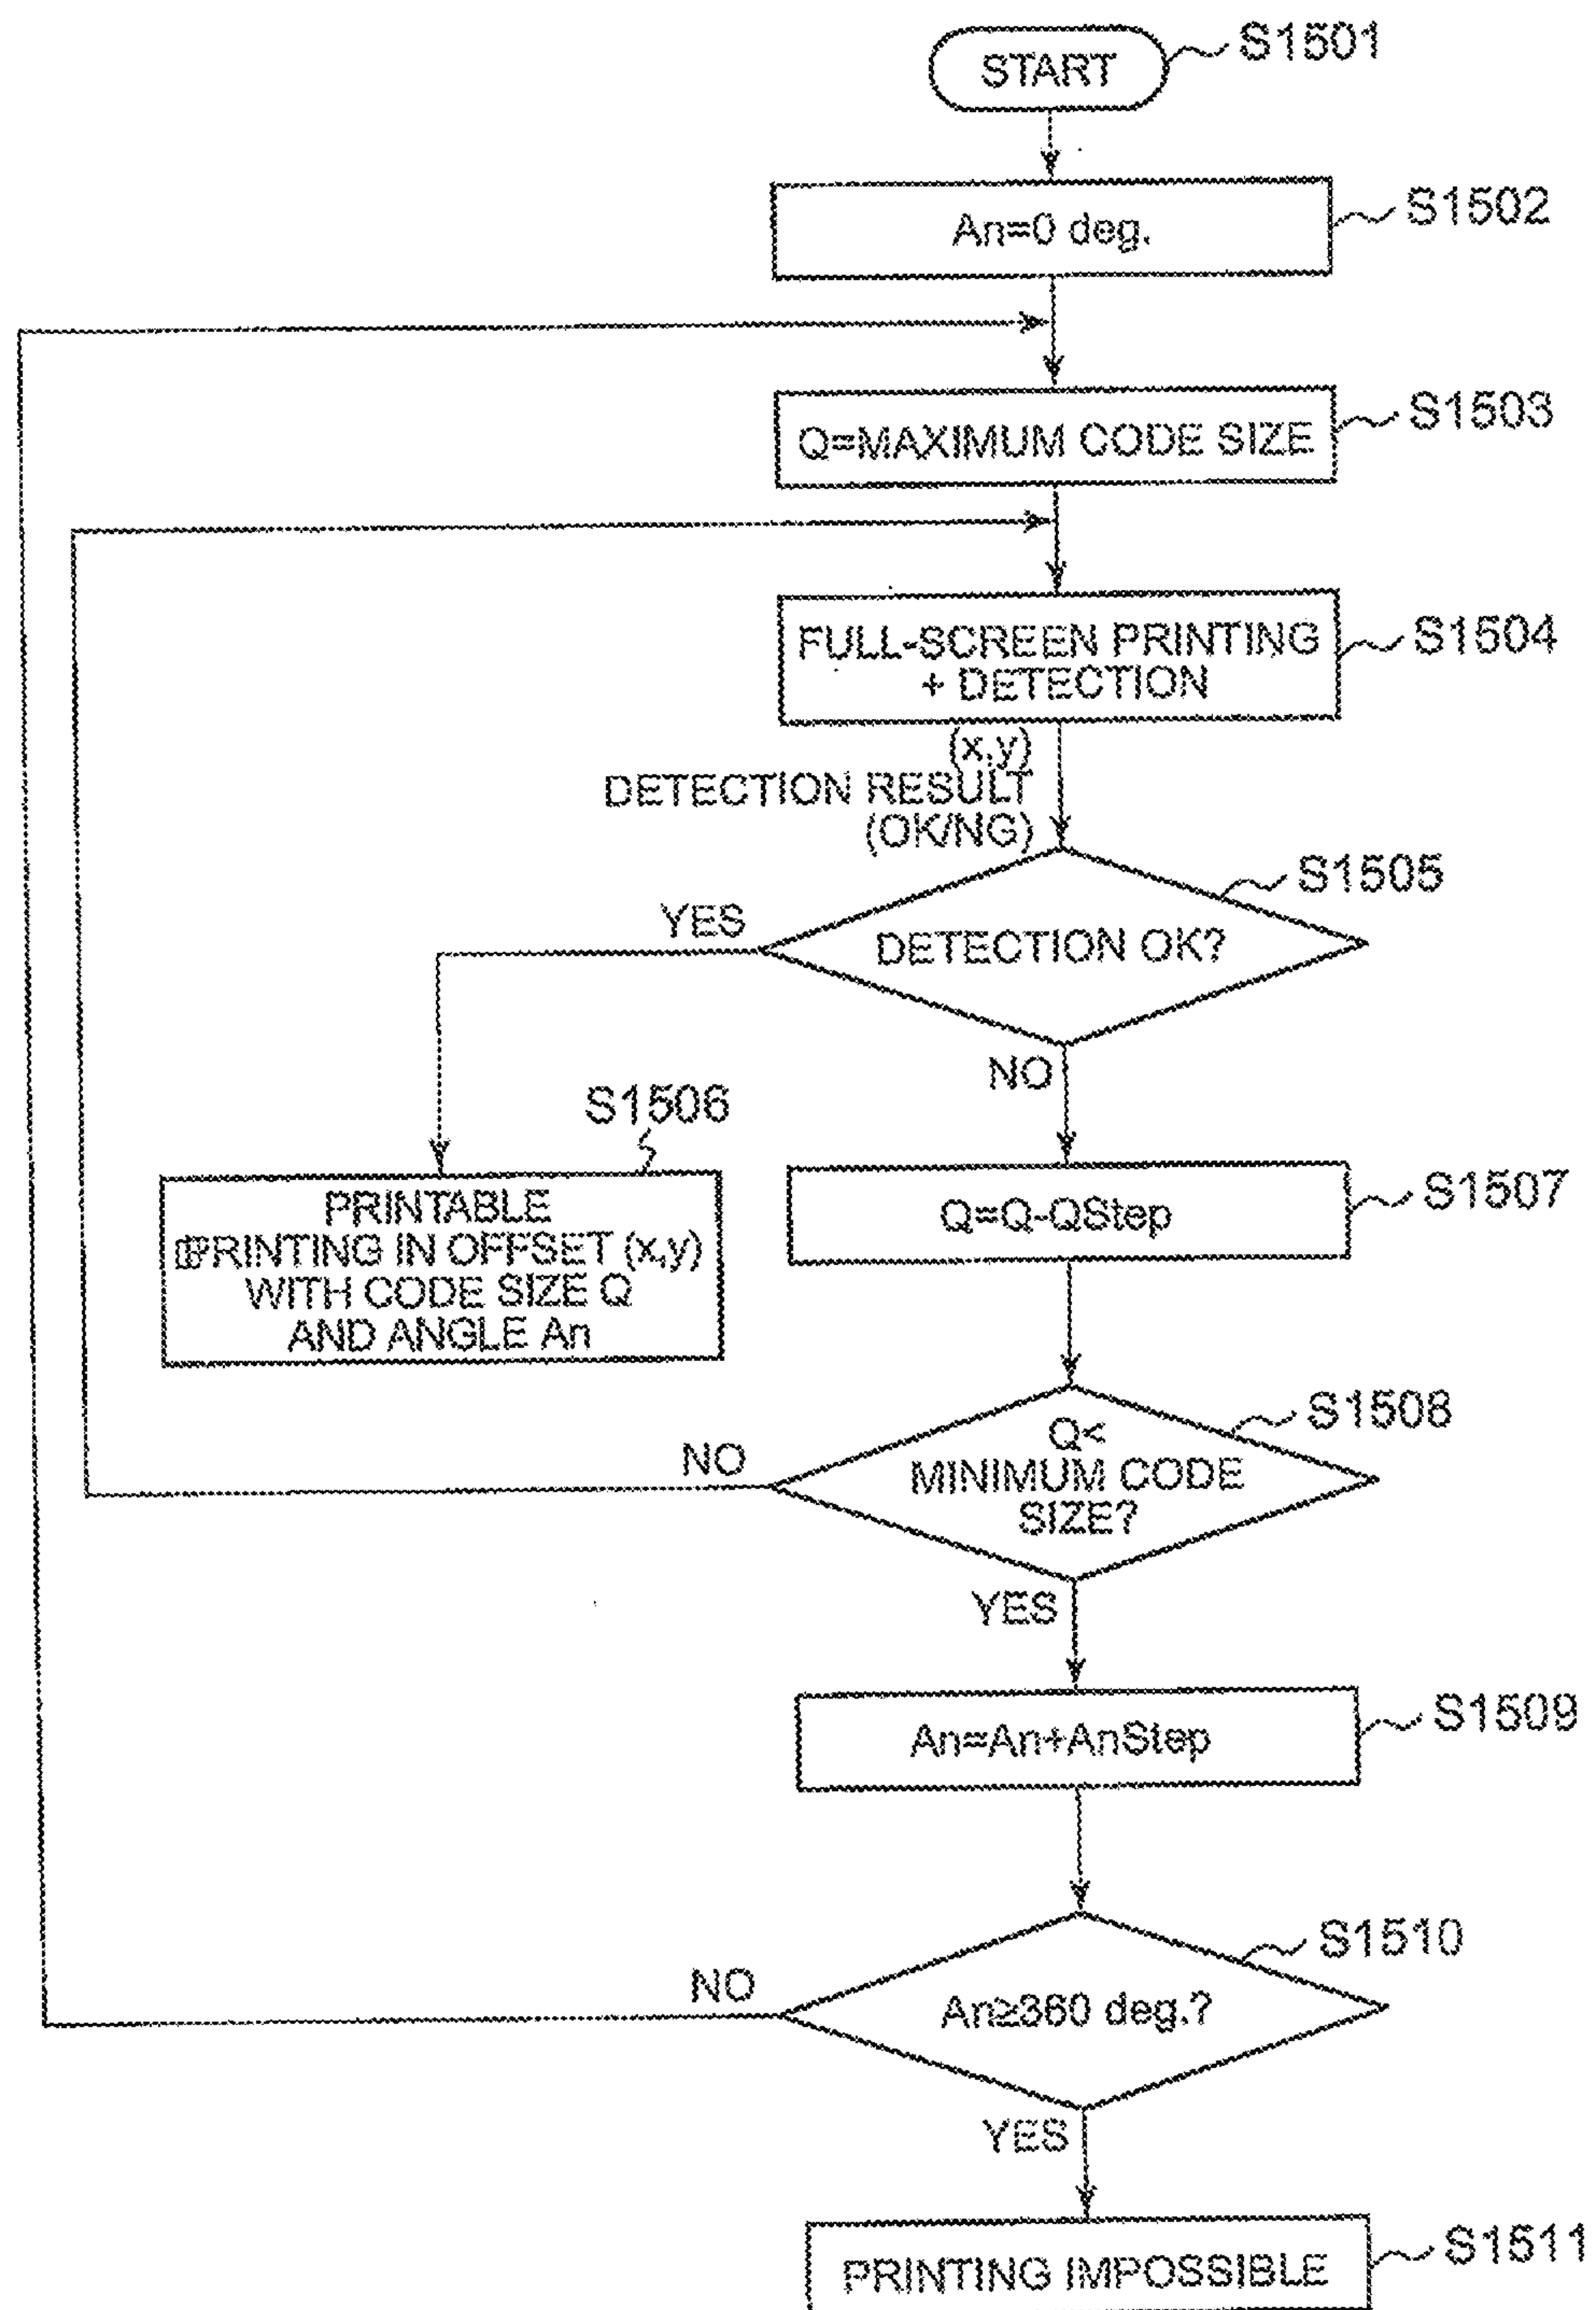 START
S1501
An=0 deg.
S1502
Q=MAXIMUM CODE SIZE
S1503
FULL-SCREEN PRINTING
+ DETECTION
S1504
(x,y)
DETECTION RESULT
(OK/NG)
DETECTION OK?
S1505
YES
NO
S1506
PRINTABLE
PRINTING IN OFFSET (x,y)
WITH CODE SIZE Q
AND ANGLE An
Q=Q-QStep
S1507
Q<
MINIMUM CODE
SIZE?
S1508
NO
YES
An=An+AnStep
S1509
An≥360 deg.?
S1510
NO
YES
PRINTING IMPOSSIBLE
S1511